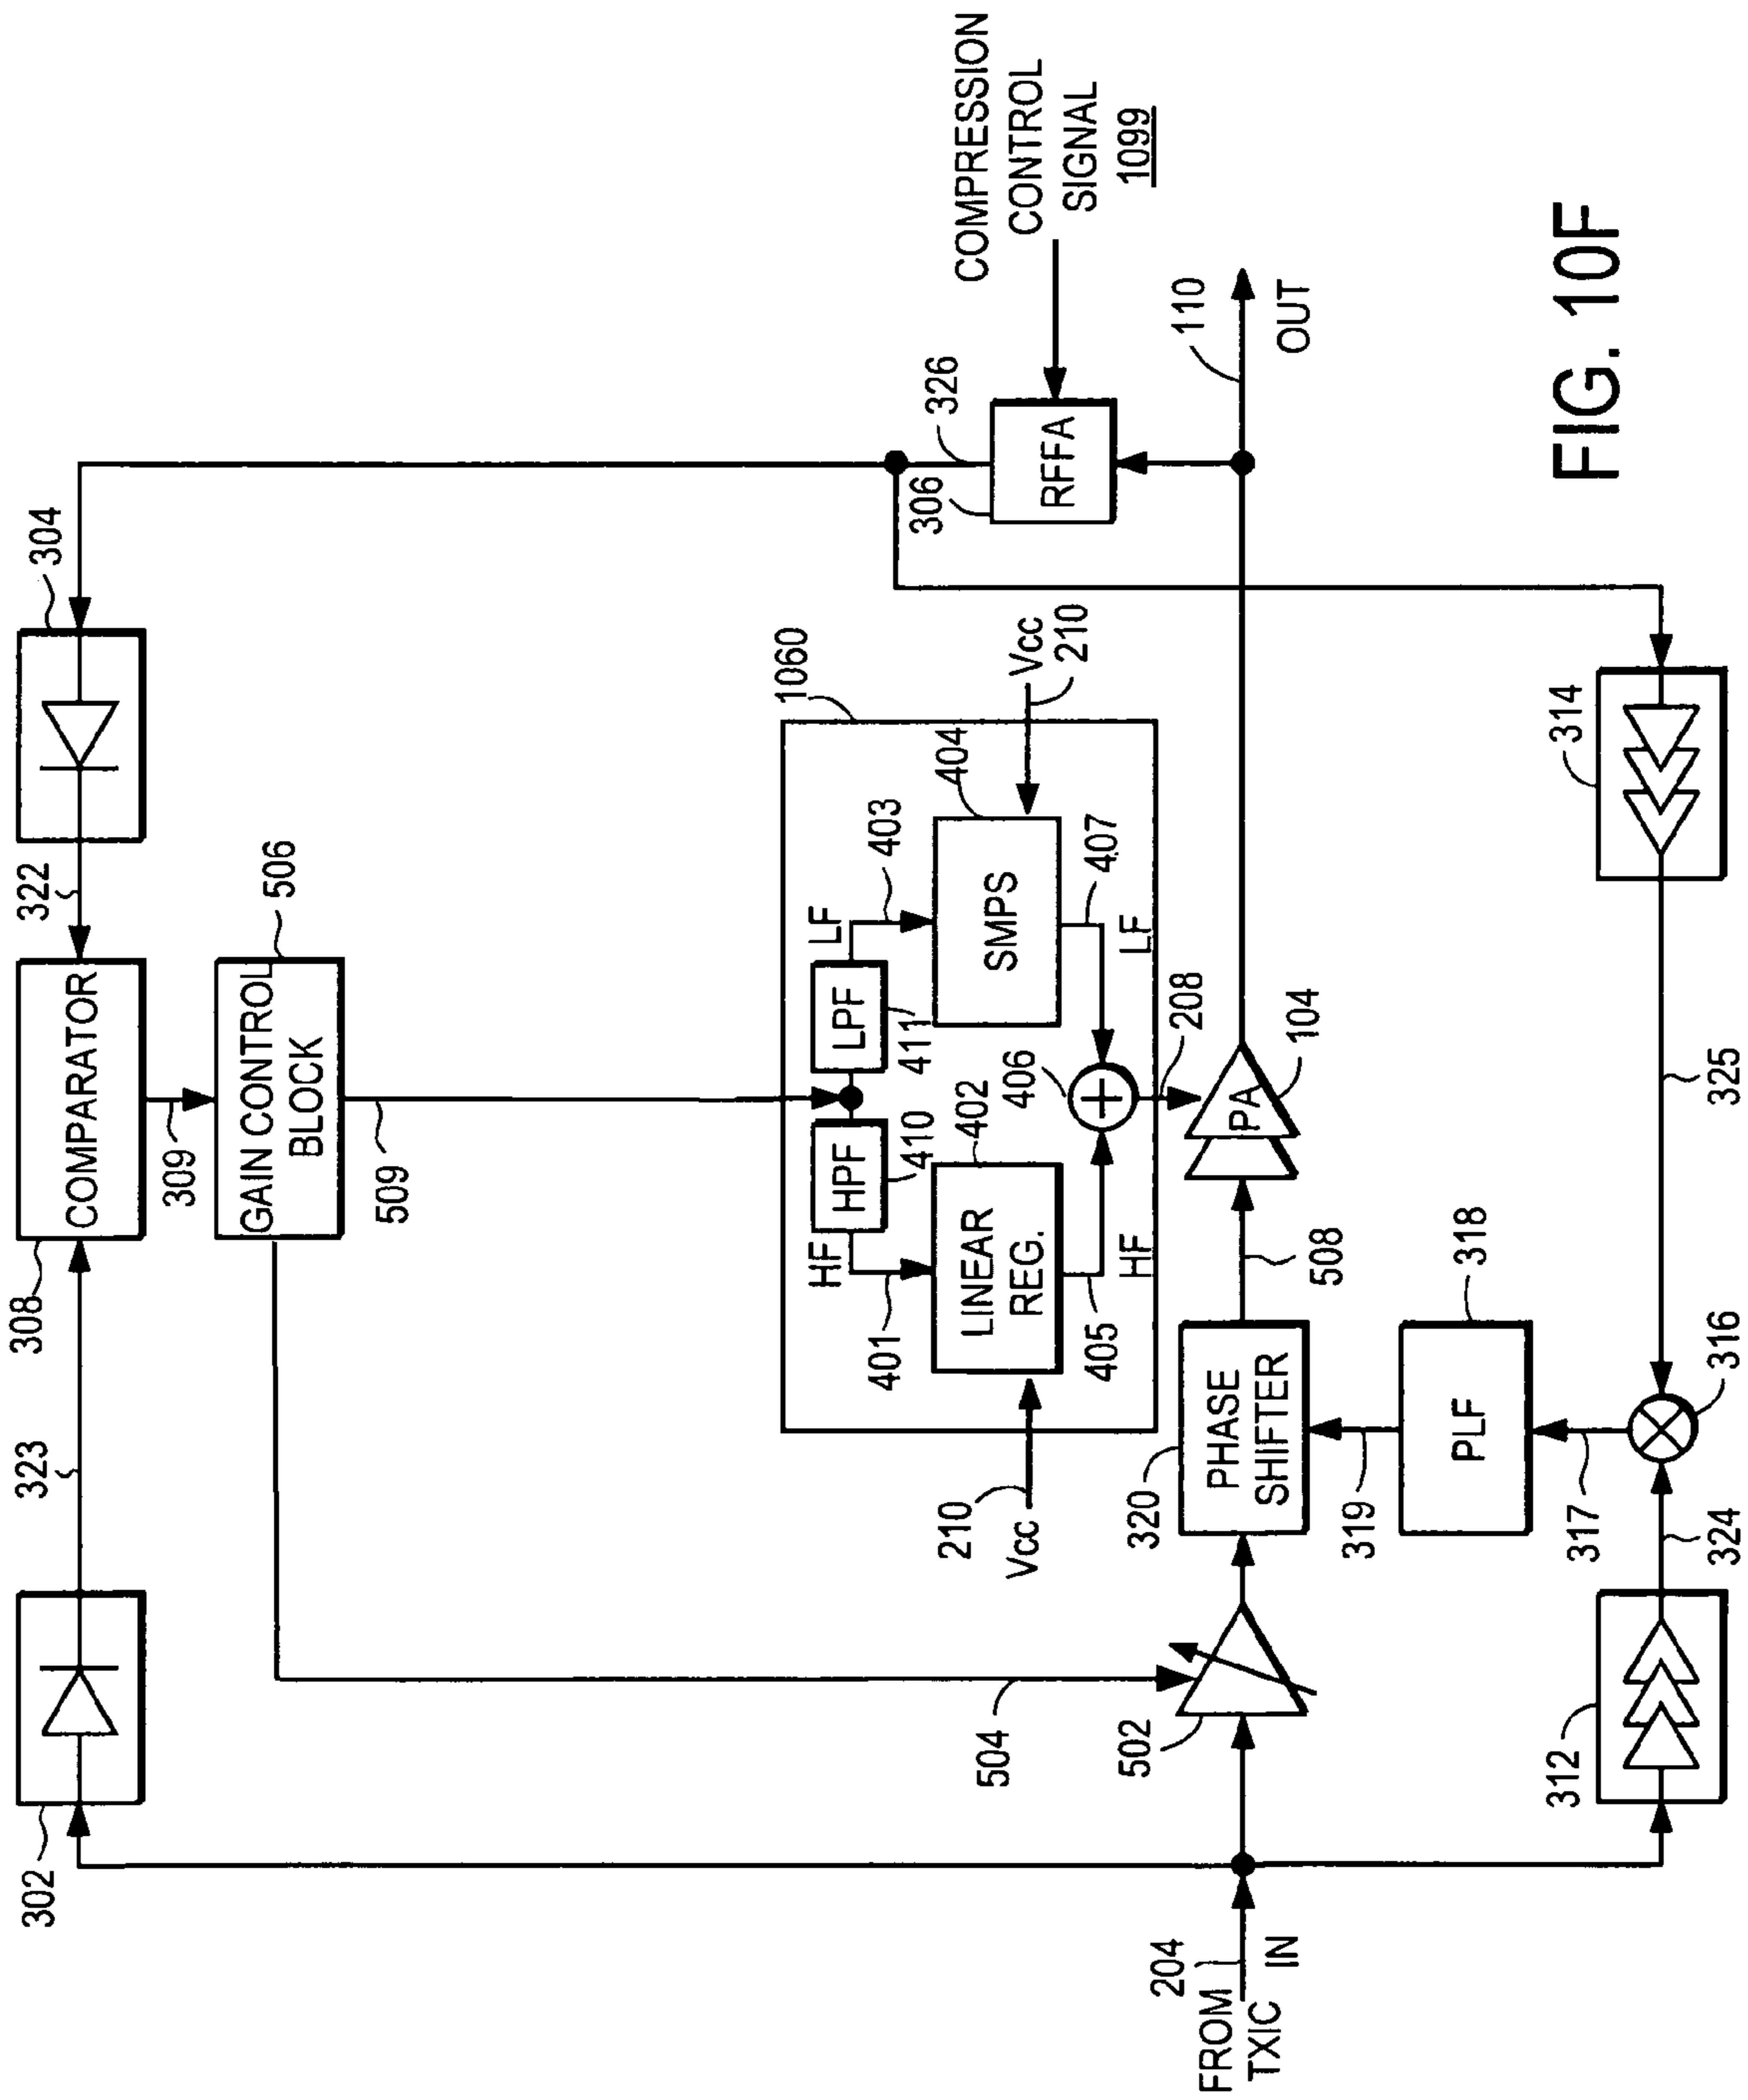 302
323
308
COMPARATOR
322
304
309
GAIN CONTROL
BLOCK
506
509
504
1060
HF
HPF
410
LPF
411
LF
401
403
LINEAR
REG.
402
SMPS
404
210
Vcc
Vcc
210
405
HF
406
407
LF
208
306
RFFA
326
COMPRESSION
CONTROL
SIGNAL
1099
204
FROM
TXIC
IN
502
320
PHASE
SHIFTER
508
PA
104
110
OUT
319
PLF
318
317
316
312
324
325
314
FIG. 10F